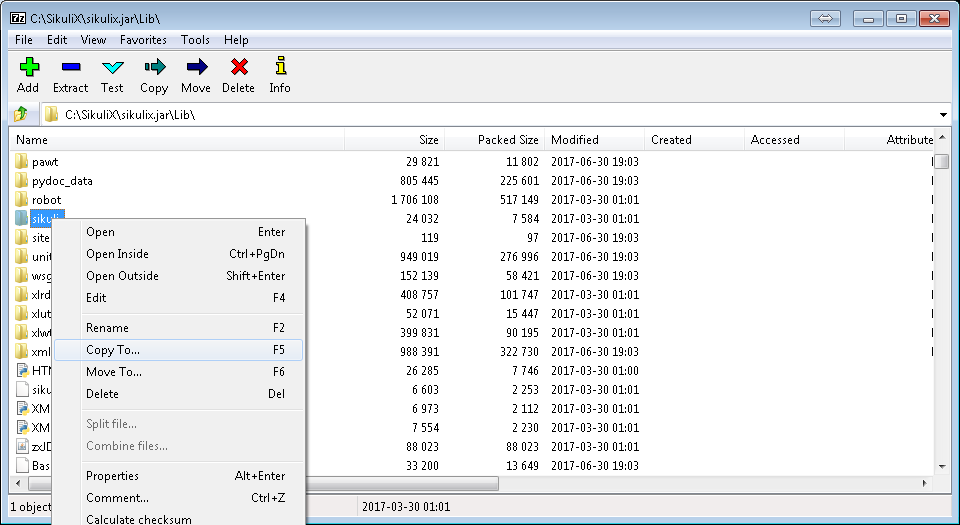 C:\SikuliX\sikulix.jar\Lib\
File Edit View Favorites Tools Help
Add Extract Test Copy Move Delete Info
C:\SikuliX\sikulix.jar\Lib\
Name Size Packed Size Modified Created Accessed Attribute
pawt 29 821 11 802 2017-06-30 19:03
pydoc_data 805 445 225 601 2017-06-30 19:03
robot 1 706 108 517 149 2017-03-30 01:01
sikuli 24 032 7 584 2017-03-30 01:01
site 119 97 2017-03-30 01:01
unit 949 019 276 996 2017-06-30 19:03
wsg 152 139 58 421 2017-06-30 19:03
xlrd 408 757 101 747 2017-03-30 01:01
xlut 52 071 15 447 2017-03-30 01:01
xlwt 399 831 90 195 2017-03-30 01:01
xml 988 391 322 730 2017-06-30 19:03
HTM 26 285 7 746 2017-03-30 01:00
siku 6 603 2 253 2017-03-30 01:01
XM 6 973 2 112 2017-03-30 01:01
XM 7 554 2 230 2017-03-30 01:01
zxJD 88 023 88 023 2017-03-30 01:01
Bas 33 200 13 649 2017-06-30 19:03
Open Enter
Open Inside Ctrl+PgDn
Open Outside Shift+Enter
Edit F4
Rename F2
Copy To... F5
Move To... F6
Delete Del
Split file...
Combine files...
Properties Alt+Enter
Comment... Ctrl+Z
Calculate checksum
1 object
2017-03-30 01:01